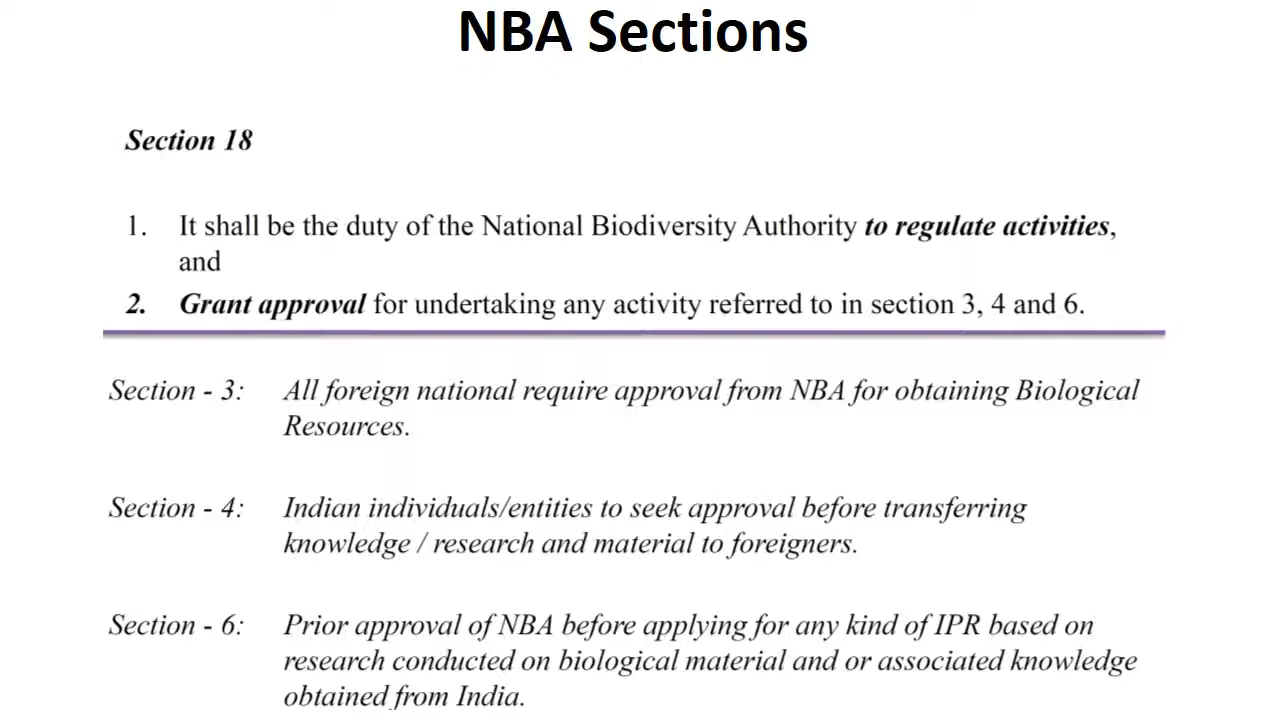 NBA Sections
Section 18
1. It shall be the duty of the National Biodiversity Authority to regulate activities,
and
2. Grant approval for undertaking any activity referred to in section 3, 4 and 6.
Section - 3: All foreign national require approval from NBA for obtaining Biological
Resources.
Section - 4: Indian individuals/entities to seek approval before transferring
knowledge / research and material to foreigners.
Section - 6: Prior approval of NBA before applying for any kind of IPR based on
research conducted on biological material and or associated knowledge
obtained from India.